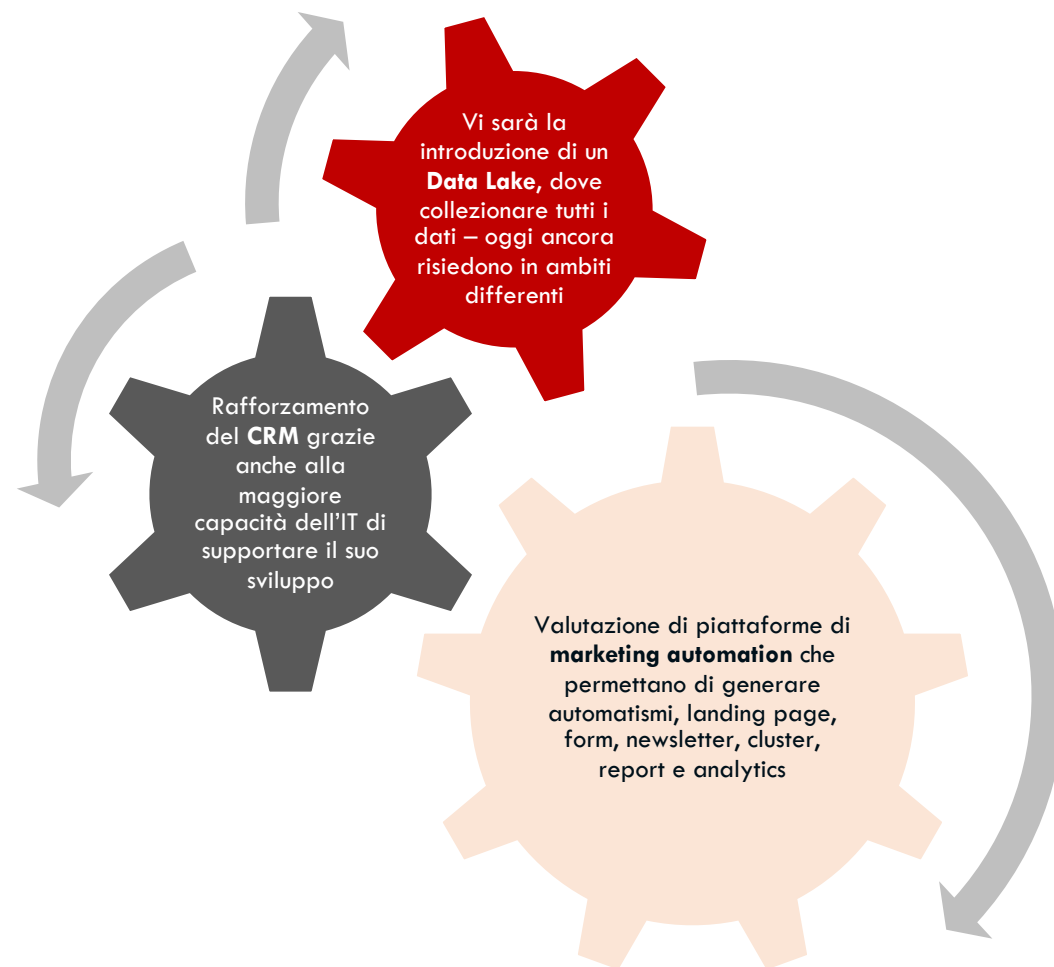 Vi sarà la
introduzione di un
Data Lake, dove
collezionare tutti i
dati – oggi ancora
risiedono in ambiti
differenti
Rafforzamento
del CRM grazie
anche alla
maggiore
capacità dell'IT di
supportare il suo
sviluppo
Valutazione di piattaforme di
marketing automation che
permettano di generare
automatismi, landing page,
form, newsletter, cluster,
report e analytics